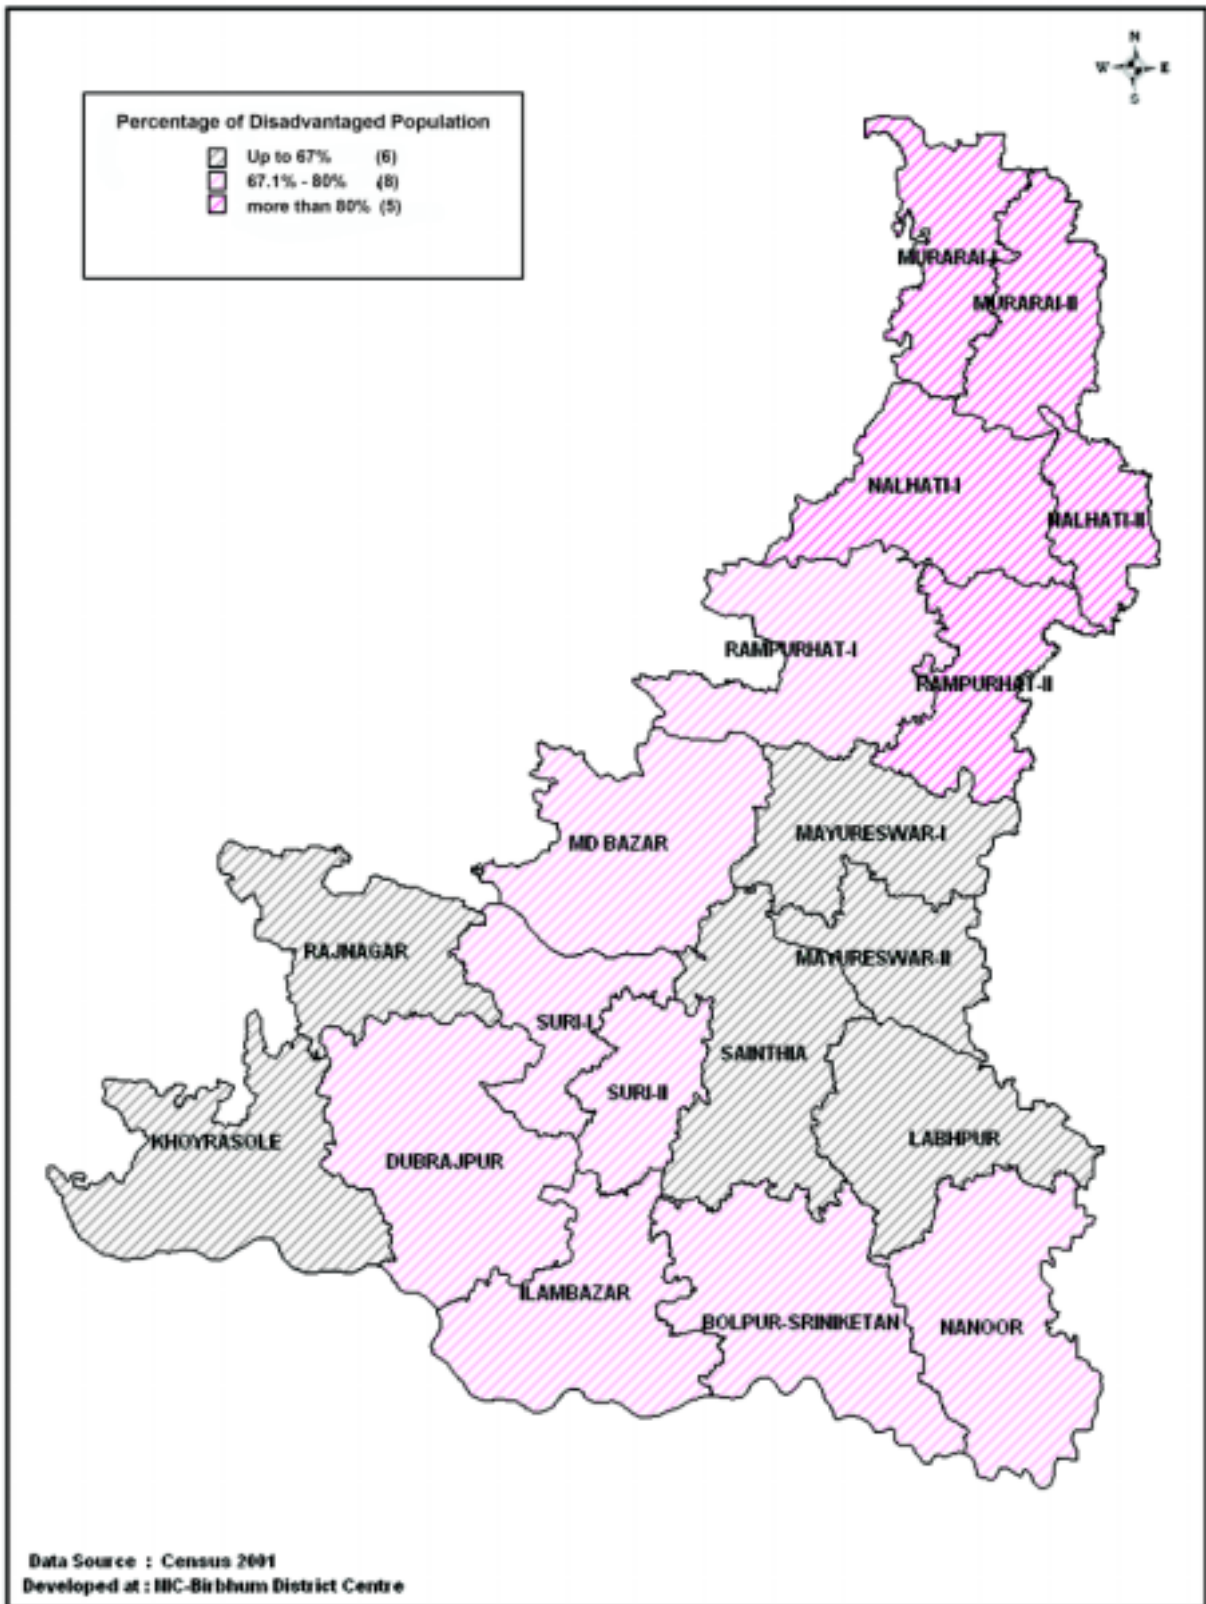 N
W E
S
Percentage of Disadvantaged Population
Up to 67% (6)
67.1% - 80% (8)
more than 80% (5)
MURARAI-I
MURARAI-II
NALHATI-I
NALHATI-II
RAMPURHAT-I
RAMPURHAT-II
MD BAZAR
MAYURESWAR-I
RAJNAGAR
MAYURESWAR-II
SURI-I
SAINTHIA
SURI-II
KHOYRASOLE
LABHPUR
DUBRAJPUR
ILAMBAZAR
BOLPUR-SRINIKETAN
NANOOR
Data Source : Census 2001
Developed at : NIC-Birbhum District Centre